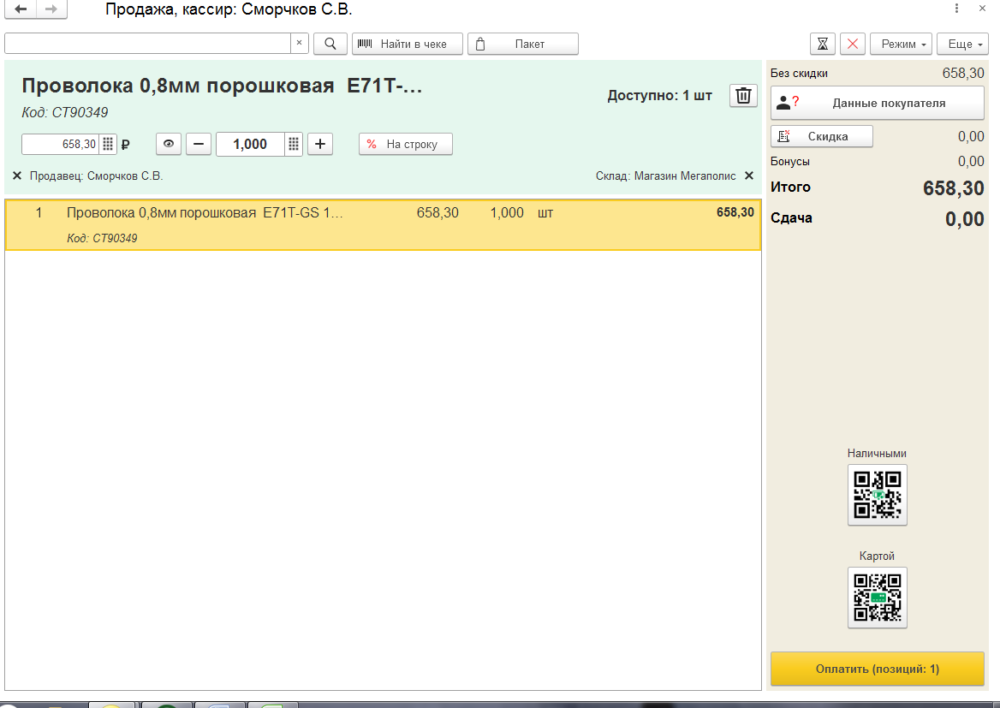 Продажа, кассир: Сморчков С.В.
Найти в чеке
Пакет
Режим
Еще
Проволока 0,8мм порошковая  E71T-...
Доступно: 1 шт
Код: СТ90349
658,30 ₽
1,000
% На строку
Продавец: Сморчков С.В.
Склад: Магазин Мегаполис
1 Проволока 0,8мм порошковая  E71T-GS 1... 658,30 1,000 шт 658,30
Код: СТ90349
Без скидки 658,30
? Данные покупателя
Скидка 0,00
Бонусы 0,00
Итого 658,30
Сдача 0,00
Наличными
Картой
Оплатить (позиций: 1)